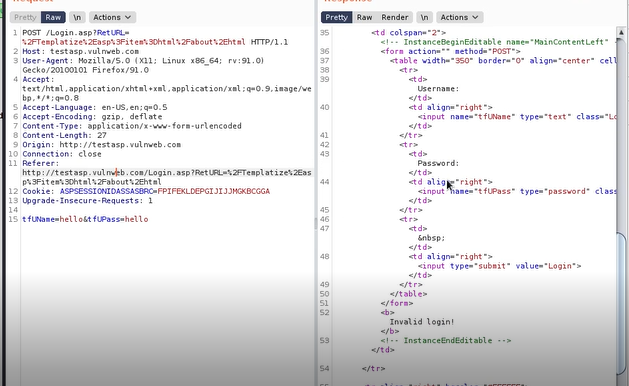 Request
Response
Pretty Raw \n Actions
Pretty Raw Render \n Actions
1 POST /Login.asp?RetURL=
%2FTemplatize%2Easp%3Fitem%3Dhtml%2Fabout%2Ehtml HTTP/1.1
2 Host: testasp.vulnweb.com
3 User-Agent: Mozilla/5.0 (X11; Linux x86_64; rv:91.0)
Gecko/20100101 Firefox/91.0
4 Accept:
text/html,application/xhtml+xml,application/xml;q=0.9,image/we
bp,*/*;q=0.8
5 Accept-Language: en-US,en;q=0.5
6 Accept-Encoding: gzip, deflate
7 Content-Type: application/x-www-form-urlencoded
8 Content-Length: 27
9 Origin: http://testasp.vulnweb.com
10 Connection: close
11 Referer:
http://testasp.vulnweb.com/Login.asp?RetURL=%2FTemplatize%2Eas
p%3Fitem%3Dhtml%2Fabout%2Ehtml
12 Cookie: ASPSESSIONIDASSASBRC=FPIFEKLDEPGIJIJJMGKBCGGA
13 Upgrade-Insecure-Requests: 1
14
15 tfUName=hello&tfUPass=hello
35 <td colspan="2">
<!-- InstanceBeginEditable name="MainContentLeft"
36 <form action="" method="POST">
37 <table width="350" border="0" align="center" cell
38 <tr>
39 <td>
Username:
</td>
40 <td align="right">
<input name="tfUName" type="text" class="Lo
</td>
41 </tr>
42 <tr>
43 <td>
Password:
</td>
44 <td align="right">
<input name="tfUPass" type="password" class
</td>
45 </tr>
46 <tr>
47 <td>
&nbsp;
</td>
48 <td align="right">
<input type="submit" value="Login">
</td>
49 </tr>
50 </table>
51 </form>
52 <b>
Invalid login!
</b>
53 <!-- InstanceEndEditable -->
</td>
54 </tr>